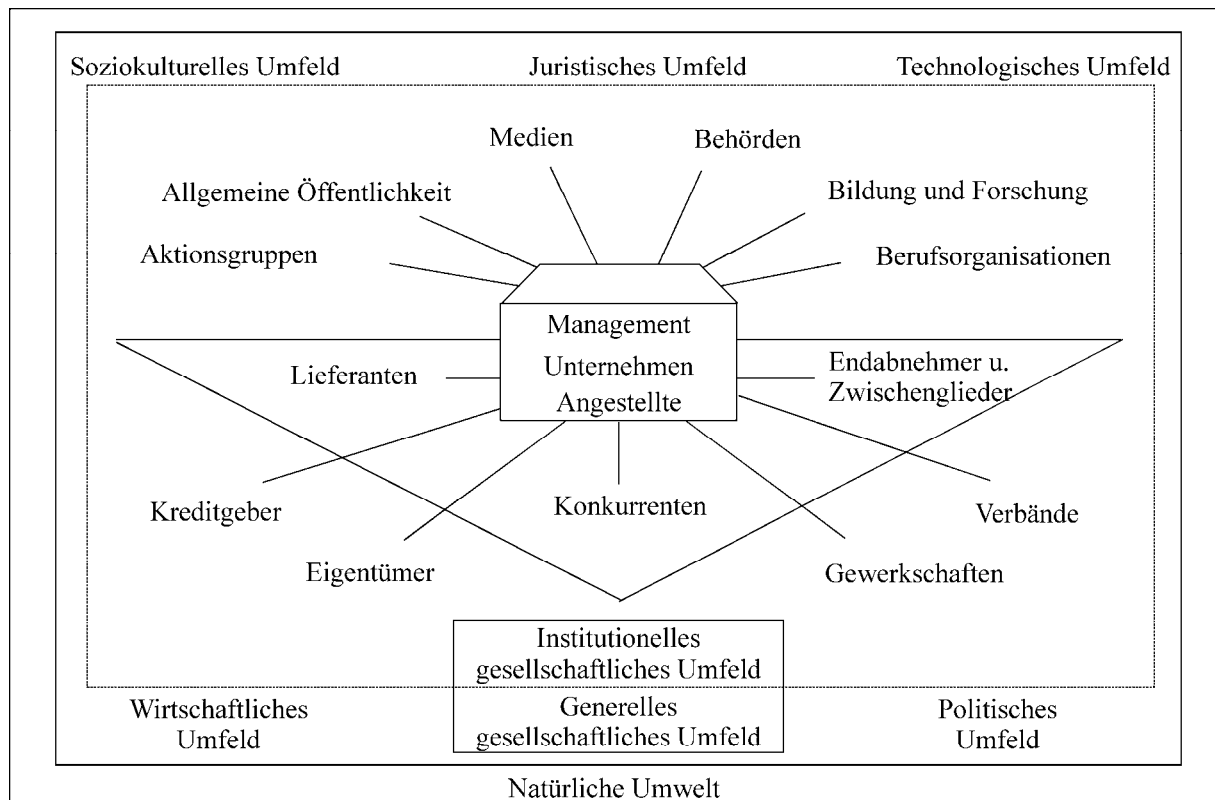 Soziokulturelles Umfeld
Juristisches Umfeld
Technologisches Umfeld
Medien
Behörden
Allgemeine Öffentlichkeit
Bildung und Forschung
Aktionsgruppen
Berufsorganisationen
Management
Unternehmen
Angestellte
Lieferanten
Endabnehmer u.
Zwischenglieder
Kreditgeber
Konkurrenten
Verbände
Eigentümer
Gewerkschaften
Institutionelles
gesellschaftliches Umfeld
Generelles
gesellschaftliches Umfeld
Wirtschaftliches
Umfeld
Politisches
Umfeld
Natürliche Umwelt